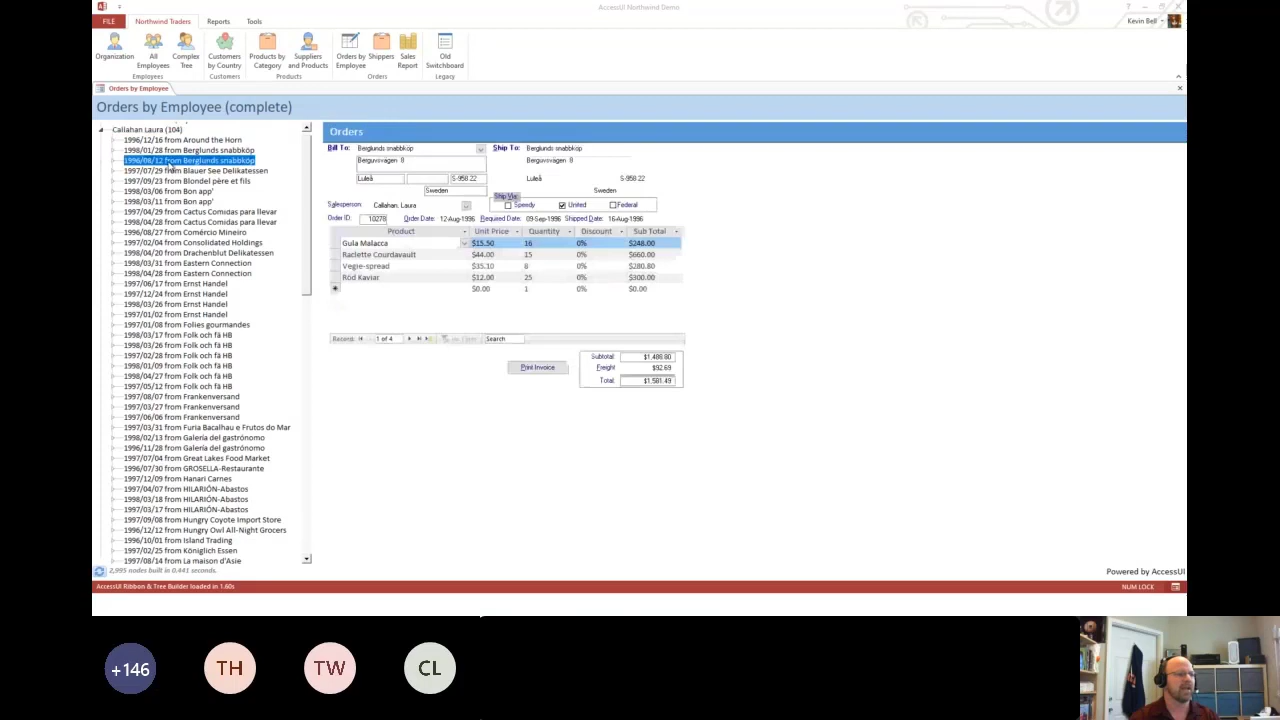 AccessUI Northwind Demo
FILE Northwind Traders Reports Tools Kevin Bell
Organization All Employees Complex Tree Customers by Country Products by Category Suppliers and Products Orders by Employee Shippers Sales Report Old Switchboard
Employees Customers Products Orders Legacy
Orders by Employee
Orders by Employee (complete)
Callahan Laura (104)
1996/12/16 from Around the Horn
1998/01/28 from Berglunds snabbköp
1996/08/12 from Berglunds snabbköp
1997/07/29 from Blauer See Delikatessen
1997/09/23 from Blondel père et fils
1998/03/06 from Bon app'
1998/03/11 from Bon app'
1997/04/29 from Cactus Comidas para llevar
1998/04/28 from Cactus Comidas para llevar
1996/08/27 from Comércio Mineiro
1997/02/04 from Consolidated Holdings
1998/04/20 from Drachenblut Delikatessen
1998/03/31 from Eastern Connection
1998/04/28 from Eastern Connection
1997/06/17 from Ernst Handel
1997/12/24 from Ernst Handel
1998/03/26 from Ernst Handel
1997/01/02 from Ernst Handel
1997/01/08 from Folies gourmandes
1998/03/17 from Folk och fä HB
1998/03/26 from Folk och fä HB
1997/02/28 from Folk och fä HB
1998/01/09 from Folk och fä HB
1998/04/27 from Folk och fä HB
1997/05/12 from Folk och fä HB
1997/08/07 from Frankenversand
1997/03/27 from Frankenversand
1997/06/06 from Frankenversand
1997/03/31 from Furia Bacalhau e Frutos do Mar
1998/02/13 from Galería del gastrónomo
1996/11/28 from Galería del gastrónomo
1997/07/04 from Great Lakes Food Market
1996/07/30 from GROSELLA-Restaurante
1997/12/09 from Hanari Carnes
1997/04/07 from HILARIÓN-Abastos
1998/03/18 from HILARIÓN-Abastos
1997/03/17 from HILARIÓN-Abastos
1997/09/08 from Hungry Coyote Import Store
1996/12/12 from Hungry Owl All-Night Grocers
1996/10/01 from Island Trading
1997/02/25 from Königlich Essen
1997/08/14 from La maison d'Asie
2,995 nodes built in 0.441 seconds.
Orders
Bill To: Berglunds snabbköp Ship To: Berglunds snabbköp
Berguvsvägen 8 Berguvsvägen 8
Luleå S-958 22 Luleå S-958 22
Sweden Sweden
Ship Via:
Salesperson: Callahan, Laura Speedy United Federal
Order ID: 10278 Order Date: 12-Aug-1996 Required Date: 09-Sep-1996 Shipped Date: 16-Aug-1996
Product Unit Price Quantity Discount Sub Total
Gula Malacca $15.50 16 0% $248.00
Raclette Courdavault $44.00 15 0% $660.00
Vegie-spread $35.10 8 0% $280.80
Röd Kaviar $12.00 25 0% $300.00
$0.00 1 0% $0.00
Record: 1 of 4 Search
Subtotal: $1,488.80
Print Invoice Freight: $92.69
Total: $1,581.49
Powered by AccessUI
AccessUI Ribbon & Tree Builder loaded in 1.60s NUM LOCK
+146 TH TW CL